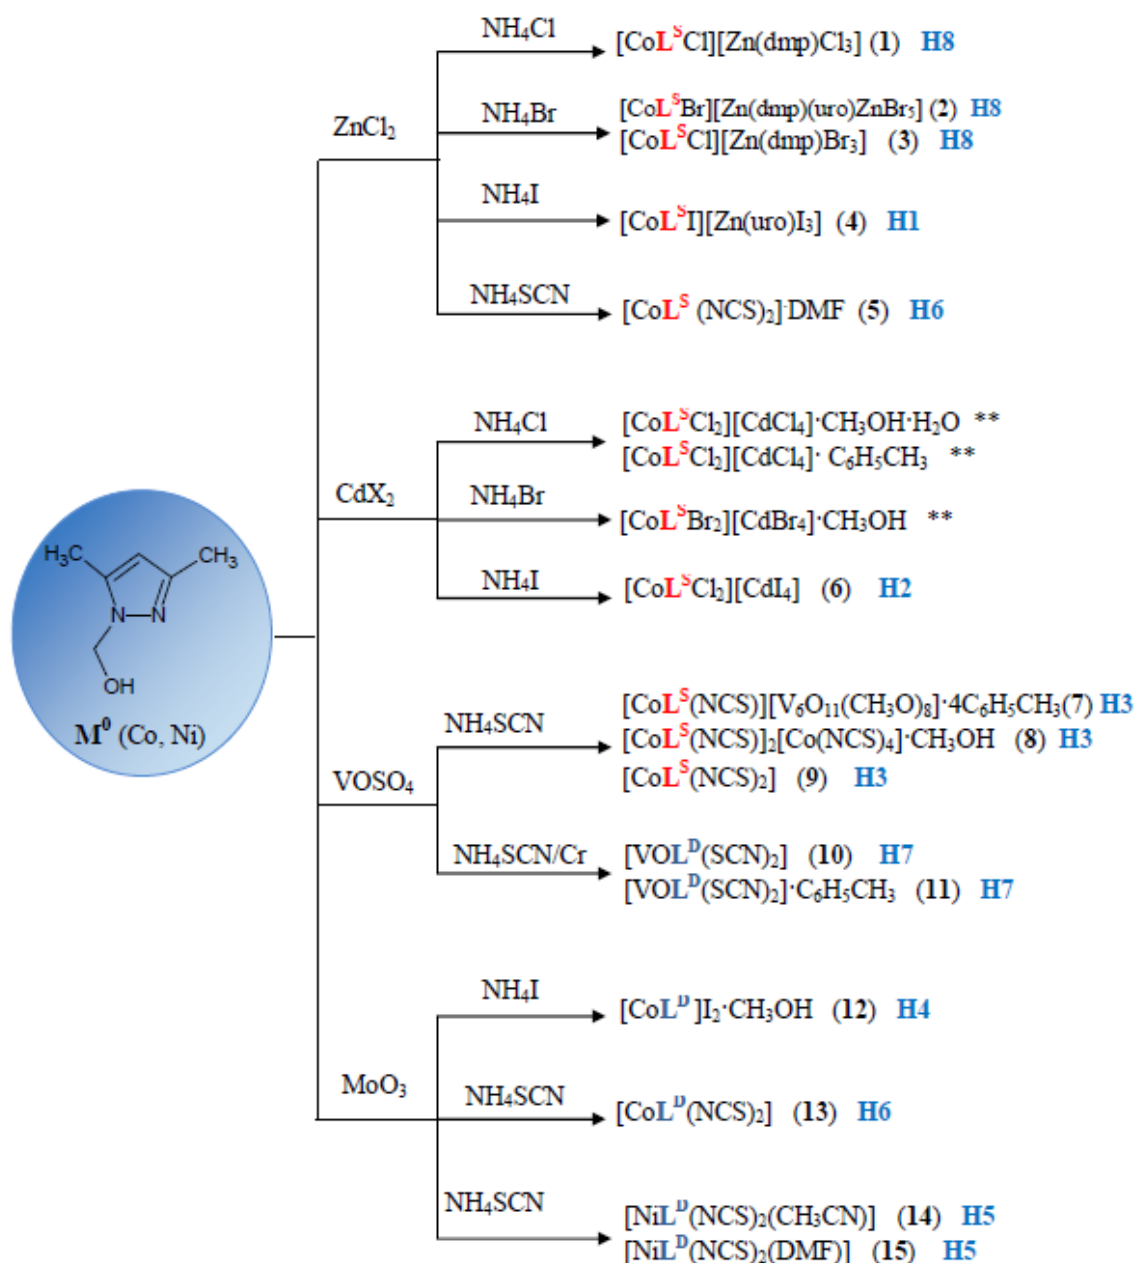 NH₄Cl
[CoLˢCl][Zn(dmp)Cl₃] (1) H8
ZnCl₂
NH₄Br
[CoLˢBr][Zn(dmp)(uro)ZnBr₅] (2) H8
[CoLˢCl][Zn(dmp)Br₃] (3) H8
NH₄I
[CoLˢI][Zn(uro)I₃] (4) H1
NH₄SCN
[CoLˢ (NCS)₂]·DMF (5) H6
NH₄Cl
[CoLˢCl₂][CdCl₄]·CH₃OH·H₂O **
[CoLˢCl₂][CdCl₄]· C₆H₅CH₃ **
CdX₂
NH₄Br
[CoLˢBr₂][CdBr₄]·CH₃OH **
NH₄I
[CoLˢCl₂][CdI₄] (6) H2
H₃C
CH₃
N
N
OH
M⁰ (Co, Ni)
NH₄SCN
[CoLˢ(NCS)][V₆O₁₁(CH₃O)₈]·4C₆H₅CH₃(7) H3
[CoLˢ(NCS)]₂[Co(NCS)₄]·CH₃OH (8) H3
[CoLˢ(NCS)₂] (9) H3
VOSO₄
NH₄SCN/Cr
[VOLᴰ(SCN)₂] (10) H7
[VOLᴰ(SCN)₂]·C₆H₅CH₃ (11) H7
NH₄I
[CoLᴰ ]I₂·CH₃OH (12) H4
MoO₃
NH₄SCN
[CoLᴰ(NCS)₂] (13) H6
NH₄SCN
[NiLᴰ(NCS)₂(CH₃CN)] (14) H5
[NiLᴰ(NCS)₂(DMF)] (15) H5